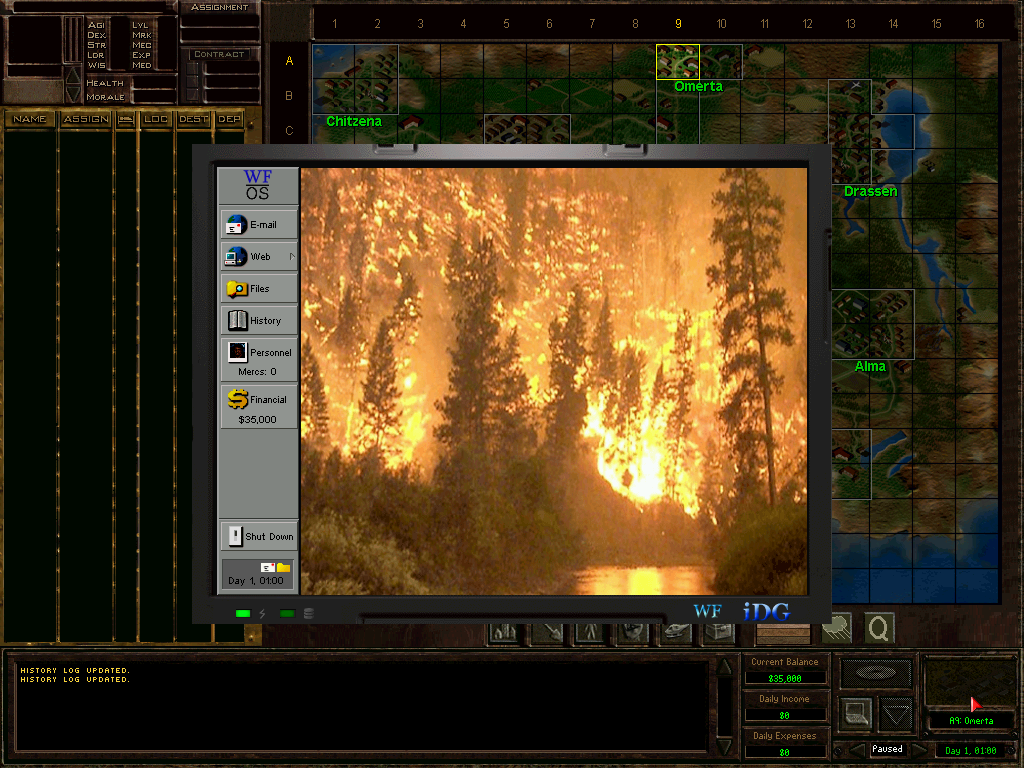 ASSIGNMENT
AGI LVL
DEX MRK
STR MEC
LDR EXP
WIS MED
CONTRACT
HEALTH
MORALE
NAME ASSIGN LOC DEST DEP
1 2 3 4 5 6 7 8 9 10 11 12 13 14 15 16
A
B
C
Omerta
Chitzena
Drassen
Alma
WF
OS
E-mail
Web
Files
History
Personnel
Mercs: 0
Financial
$35,000
Shut Down
Day 1, 01:00
WF iDG
Q
HISTORY LOG UPDATED.
HISTORY LOG UPDATED.
Current Balance
$35,000
Daily Income
$0
Daily Expenses
$0
A9: Omerta
Paused
Day 1, 01:00